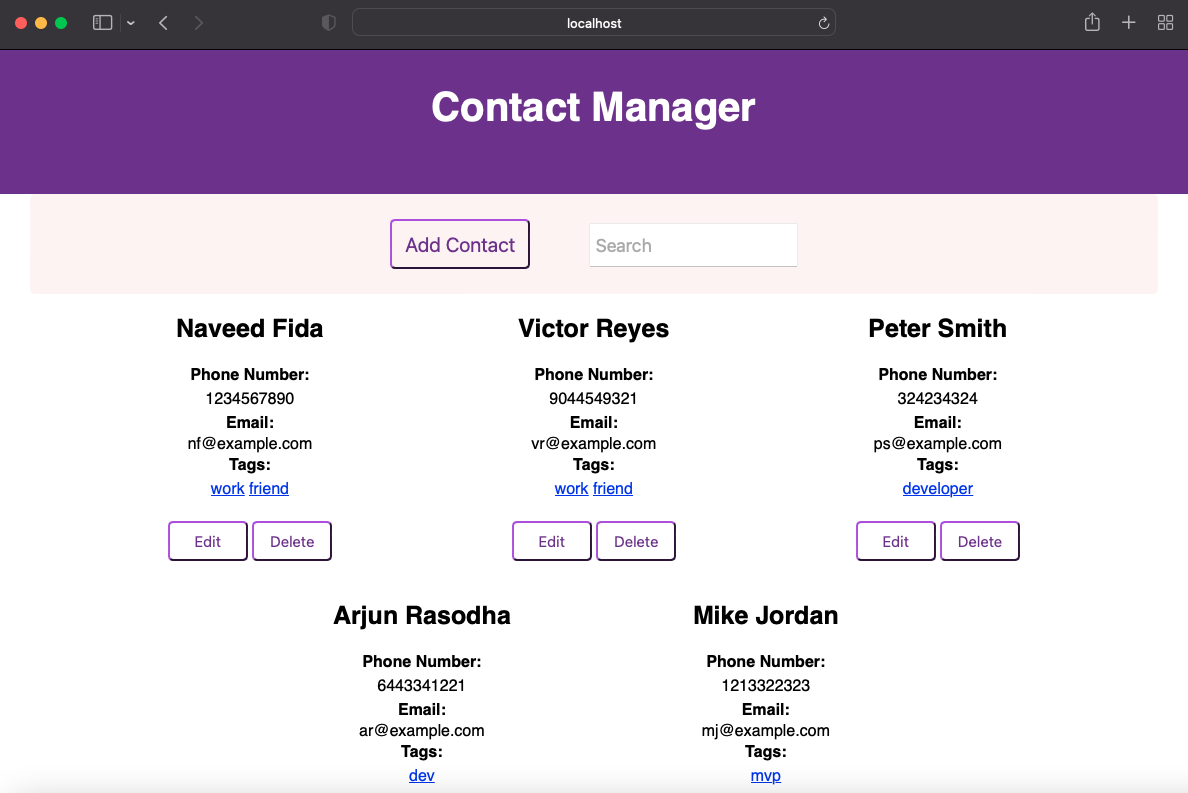 localhost
Contact Manager
Add Contact
Search
Naveed Fida
Phone Number:
1234567890
Email:
nf@example.com
Tags:
work friend
Edit
Delete
Victor Reyes
Phone Number:
9044549321
Email:
vr@example.com
Tags:
work friend
Edit
Delete
Peter Smith
Phone Number:
324234324
Email:
ps@example.com
Tags:
developer
Edit
Delete
Arjun Rasodha
Phone Number:
6443341221
Email:
ar@example.com
Tags:
dev
Mike Jordan
Phone Number:
1213322323
Email:
mj@example.com
Tags:
mvp